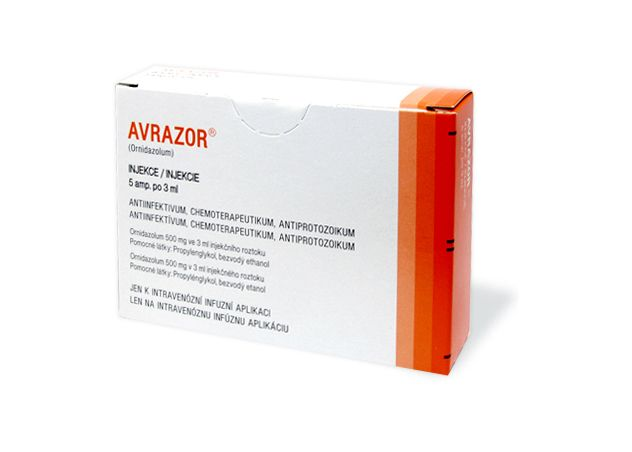 AVRAZOR®
(Ornidazolum)
INJEKCE / INJEKCIE
5 amp. po 3 ml
ANTIINFEKTIVUM, CHEMOTERAPEUTIKUM, ANTIPROTOZOIKUM
ANTIINFEKTÍVUM, CHEMOTERAPEUTIKUM, ANTIPROTOZOIKUM
Ornidazolum 500 mg ve 3 ml injekčního roztoku
Pomocné látky: Propylenglykol, bezvodý ethanol
Ornidazolum 500 mg v 3 ml injekčného roztoku
Pomocné látky: Propylénglykol, bezvodý etanol
JEN K INTRAVENÓZNÍ INFUZNÍ APLIKACI
LEN NA INTRAVENÓZNU INFÚZNU APLIKÁCIU
AVRAZOR®